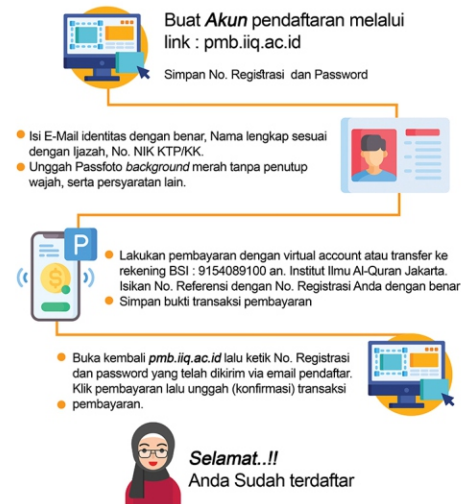 Buat Akun pendaftaran melalui
link : pmb.iiq.ac.id
Simpan No. Registrasi dan Password
Isi E-Mail identitas dengan benar, Nama lengkap sesuai
dengan Ijazah, No. NIK KTP/KK.
Unggah Passfoto background merah tanpa penutup
wajah, serta persyaratan lain.
P
$
Lakukan pembayaran dengan virtual account atau transfer ke
rekening BSI : 9154089100 an. Institut Ilmu Al-Quran Jakarta.
Isikan No. Referensi dengan No. Registrasi Anda dengan benar
Simpan bukti transaksi pembayaran
Buka kembali pmb.iiq.ac.id lalu ketik No. Registrasi
dan password yang telah dikirim via email pendaftar.
Klik pembayaran lalu unggah (konfirmasi) transaksi
pembayaran.
Selamat..!!
Anda Sudah terdaftar